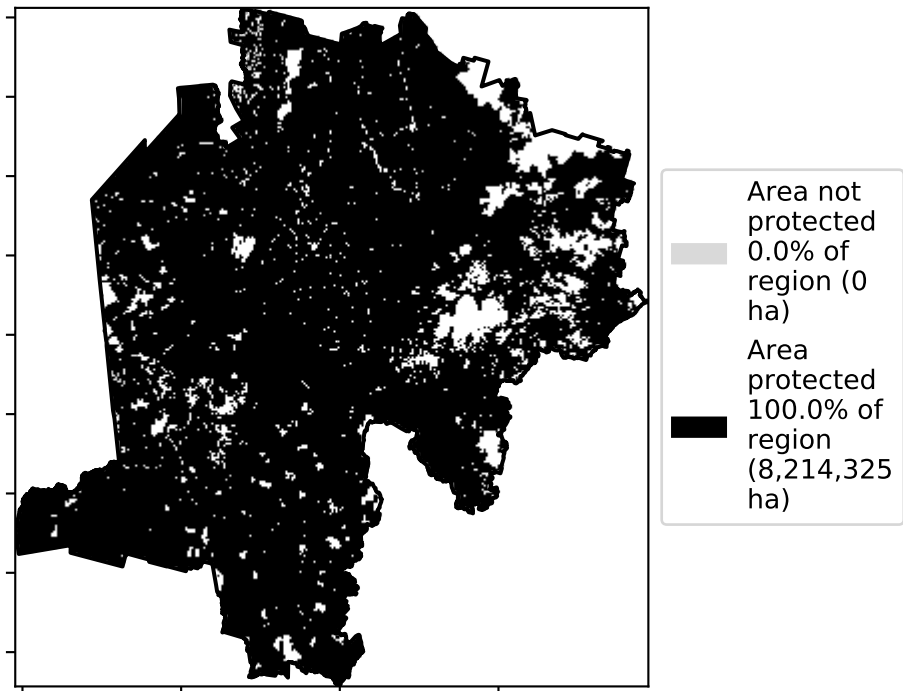 Area not
protected
0.0% of
region (0
ha)
Area
protected
100.0% of
region
(8,214,325
ha)